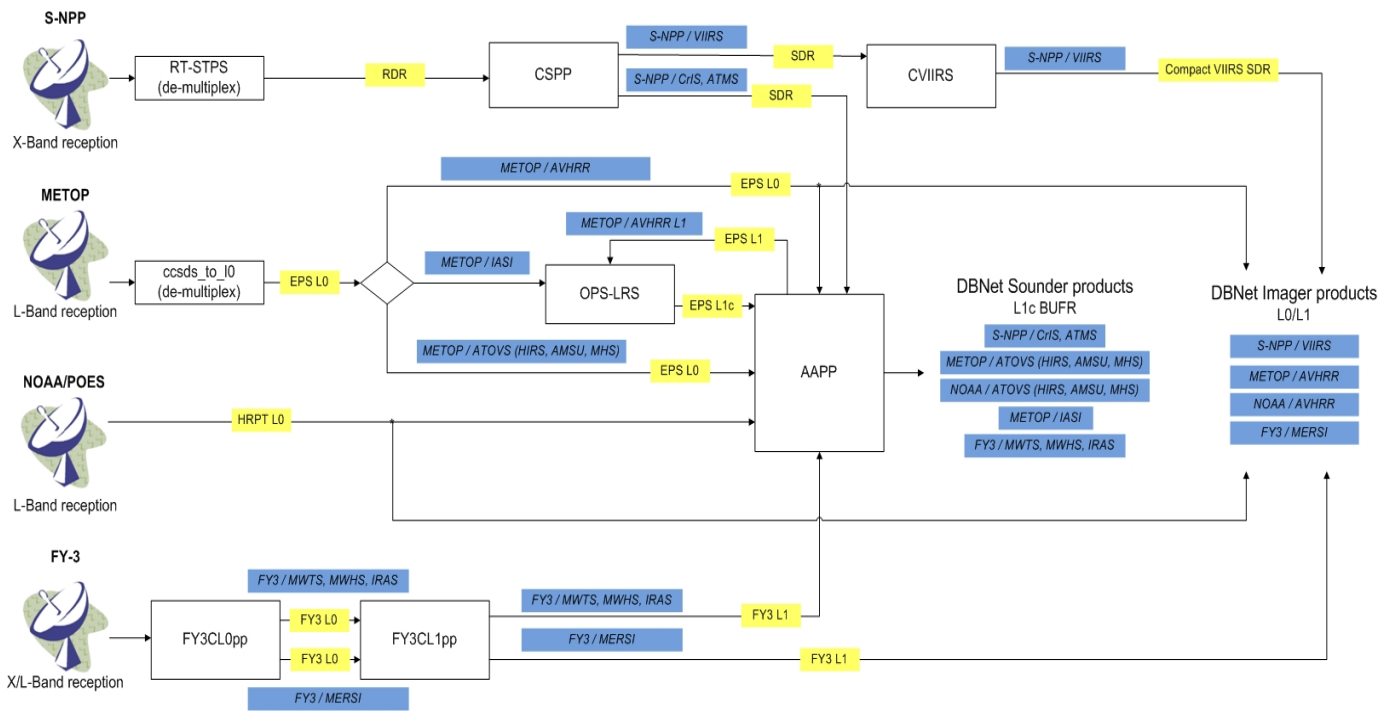 S-NPP
X-Band reception
RT-STPS
(de-multiplex)
RDR
CSPP
S-NPP / VIIRS
SDR
S-NPP / CrIS, ATMS
SDR
CVIIRS
S-NPP / VIIRS
Compact VIIRS SDR
METOP
L-Band reception
ccsds_to_l0
(de-multiplex)
EPS L0
METOP / AVHRR
EPS L0
METOP / AVHRR L1
EPS L1
METOP / IASI
OPS-LRS
EPS L1c
METOP / ATOVS (HIRS, AMSU, MHS)
EPS L0
AAPP
DBNet Sounder products
L1c BUFR
S-NPP / CrIS, ATMS
METOP / ATOVS (HIRS, AMSU, MHS)
NOAA / ATOVS (HIRS, AMSU, MHS)
METOP / IASI
FY3 / MWTS, MWHS, IRAS
DBNet Imager products
L0/L1
S-NPP / VIIRS
METOP / AVHRR
NOAA / AVHRR
FY3 / MERSI
NOAA/POES
L-Band reception
HRPT L0
FY-3
X/L-Band reception
FY3CL0pp
FY3 / MWTS, MWHS, IRAS
FY3 L0
FY3 L0
FY3 / MERSI
FY3CL1pp
FY3 / MWTS, MWHS, IRAS
FY3 L1
FY3 / MERSI
FY3 L1